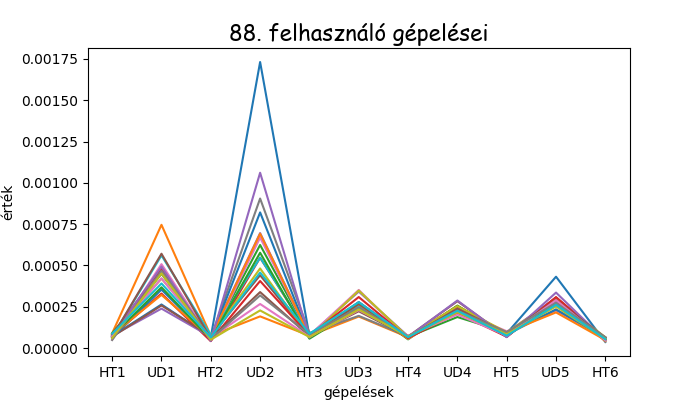 88. felhasználó gépelései
0.00175
0.00150
0.00125
0.00100
0.00075
0.00050
0.00025
0.00000
érték
HT1 UD1 HT2 UD2 HT3 UD3 HT4 UD4 HT5 UD5 HT6
gépelések